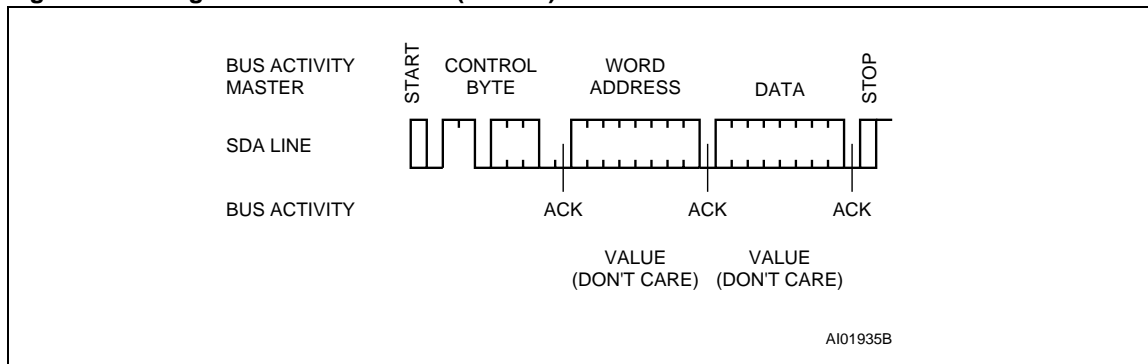 BUS ACTIVITY
MASTER
START
CONTROL
BYTE
WORD
ADDRESS
DATA
STOP
SDA LINE
BUS ACTIVITY
ACK
ACK
ACK
VALUE
(DON'T CARE)
VALUE
(DON'T CARE)
AI01935B